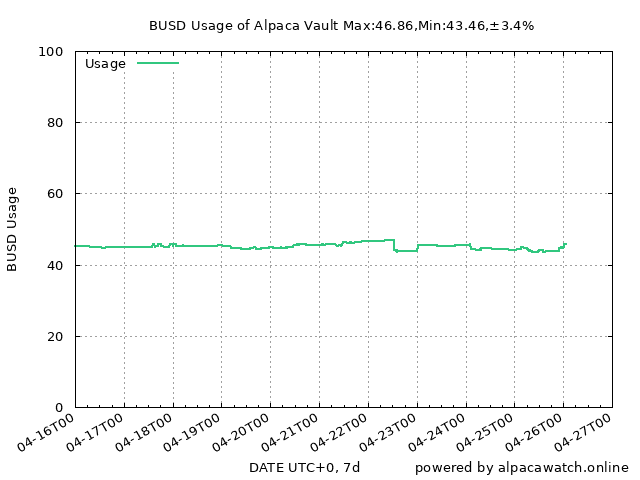 BUSD Usage of Alpaca Vault Max:46.86,Min:43.46,±3.4%
Usage
BUSD Usage
100
80
60
40
20
0
04-16T00
04-17T00
04-18T00
04-19T00
04-20T00
04-21T00
04-22T00
04-23T00
04-24T00
04-25T00
04-26T00
04-27T00
DATE UTC+0, 7d
powered by alpacawatch.online